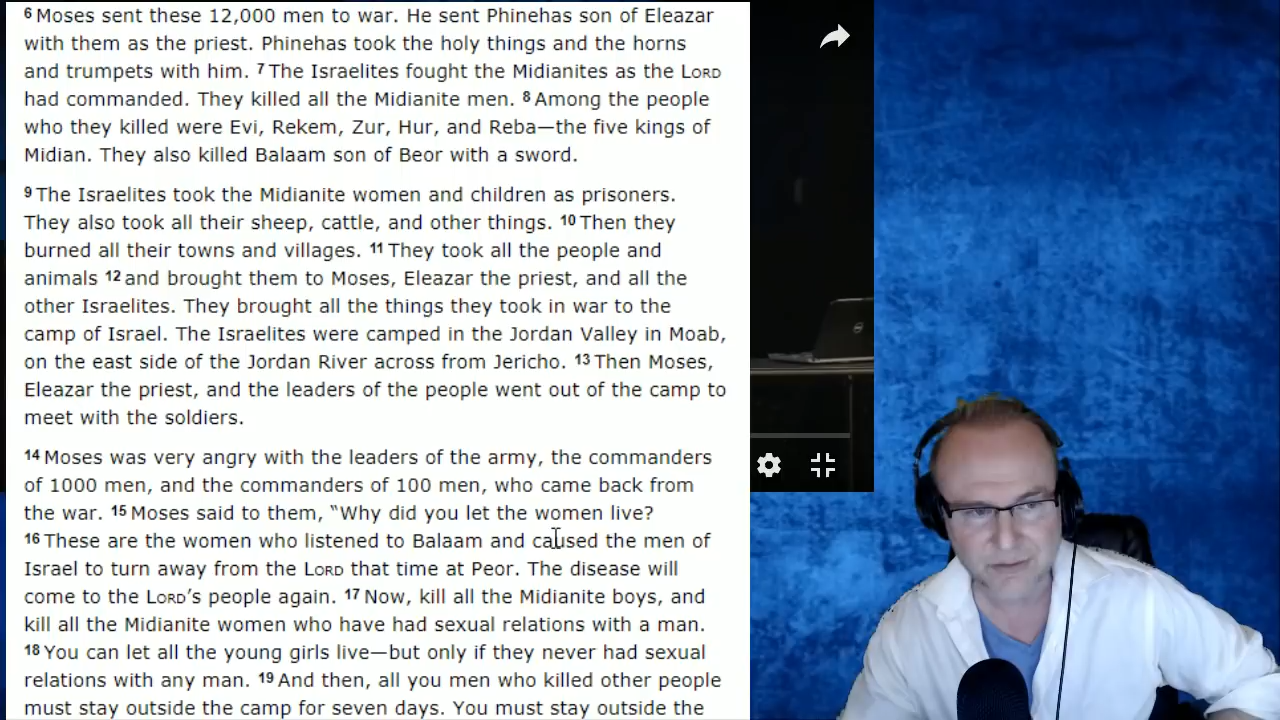 6 Moses sent these 12,000 men to war. He sent Phinehas son of Eleazar
with them as the priest. Phinehas took the holy things and the horns
and trumpets with him. 7 The Israelites fought the Midianites as the LORD
had commanded. They killed all the Midianite men. 8 Among the people
who they killed were Evi, Rekem, Zur, Hur, and Reba—the five kings of
Midian. They also killed Balaam son of Beor with a sword.
9 The Israelites took the Midianite women and children as prisoners.
They also took all their sheep, cattle, and other things. 10 Then they
burned all their towns and villages. 11 They took all the people and
animals 12 and brought them to Moses, Eleazar the priest, and all the
other Israelites. They brought all the things they took in war to the
camp of Israel. The Israelites were camped in the Jordan Valley in Moab,
on the east side of the Jordan River across from Jericho. 13 Then Moses,
Eleazar the priest, and the leaders of the people went out of the camp to
meet with the soldiers.
14 Moses was very angry with the leaders of the army, the commanders
of 1000 men, and the commanders of 100 men, who came back from
the war. 15 Moses said to them, “Why did you let the women live?
16 These are the women who listened to Balaam and caused the men of
Israel to turn away from the LORD that time at Peor. The disease will
come to the LORD’s people again. 17 Now, kill all the Midianite boys, and
kill all the Midianite women who have had sexual relations with a man.
18 You can let all the young girls live—but only if they never had sexual
relations with any man. 19 And then, all you men who killed other people
must stay outside the camp for seven days. You must stay outside the